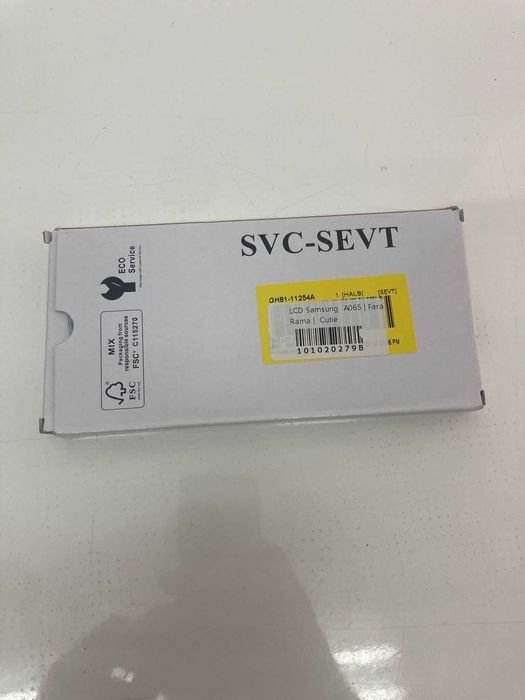 SVC-SEVT
ECO
Service
GH81-11254A 1 [HALB] [SEVT]
LCD Samsung A065 | Fara
Rama | Cutie
101020279B
PM
MIX
Packaging from
responsible sources
FSC® C115270
FSC